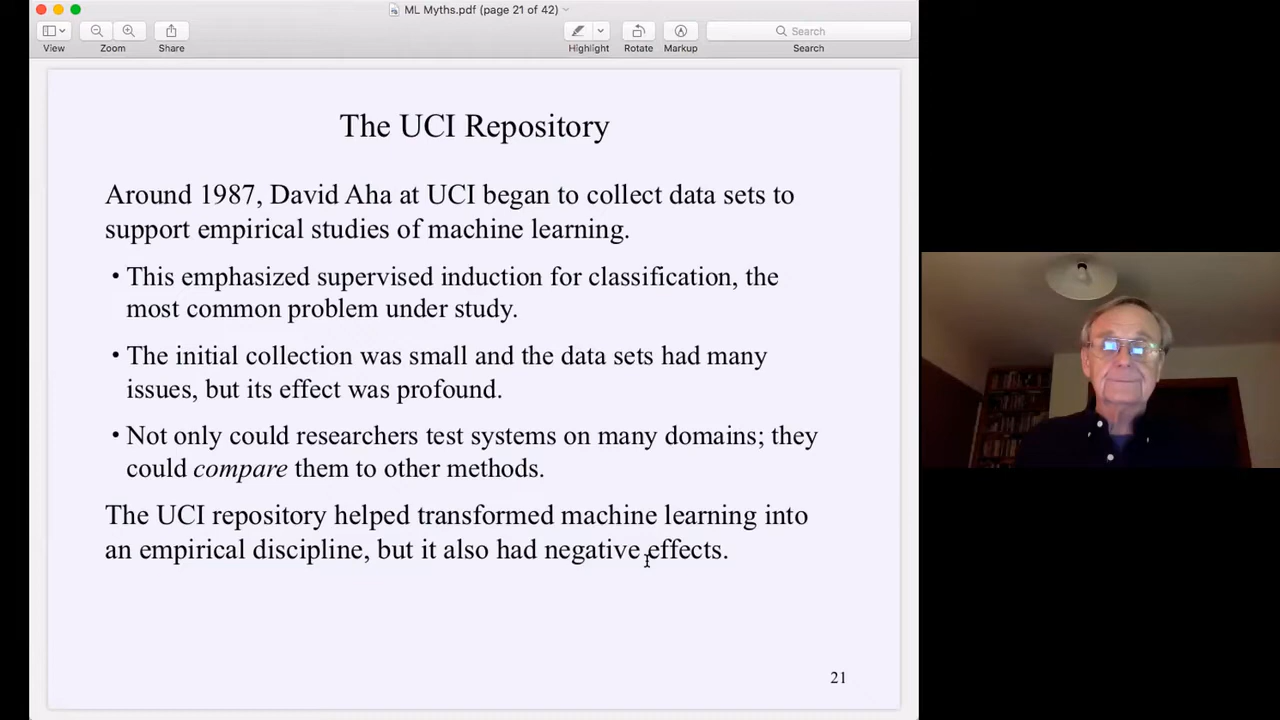 ML Myths.pdf (page 21 of 42)
View
Zoom
Share
Highlight
Rotate
Markup
Search
Search
The UCI Repository
Around 1987, David Aha at UCI began to collect data sets to
support empirical studies of machine learning.
• This emphasized supervised induction for classification, the
most common problem under study.
• The initial collection was small and the data sets had many
issues, but its effect was profound.
• Not only could researchers test systems on many domains; they
could compare them to other methods.
The UCI repository helped transformed machine learning into
an empirical discipline, but it also had negative effects.
21